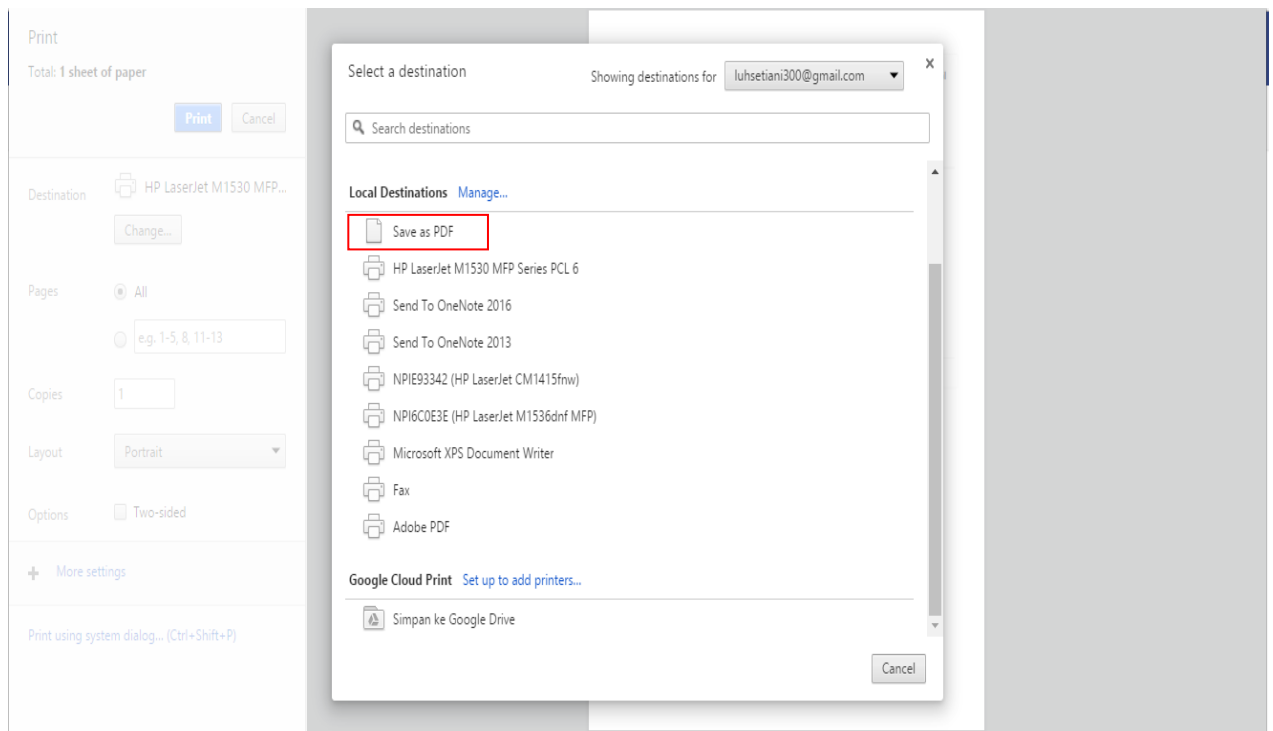 Print
Total: 1 sheet of paper
Print Cancel
Destination HP LaserJet M1530 MFP...
Change...
Pages All
e.g. 1-5, 8, 11-13
Copies 1
Layout Portrait
Options Two-sided
More settings
Print using system dialog... (Ctrl+Shift+P)
Select a destination
Showing destinations for luhsetiani300@gmail.com
Search destinations
Local Destinations Manage...
Save as PDF
HP LaserJet M1530 MFP Series PCL 6
Send To OneNote 2016
Send To OneNote 2013
NPIE93342 (HP LaserJet CM1415fnw)
NPI6C0E3E (HP LaserJet M1536dnf MFP)
Microsoft XPS Document Writer
Fax
Adobe PDF
Google Cloud Print Set up to add printers...
Simpan ke Google Drive
Cancel